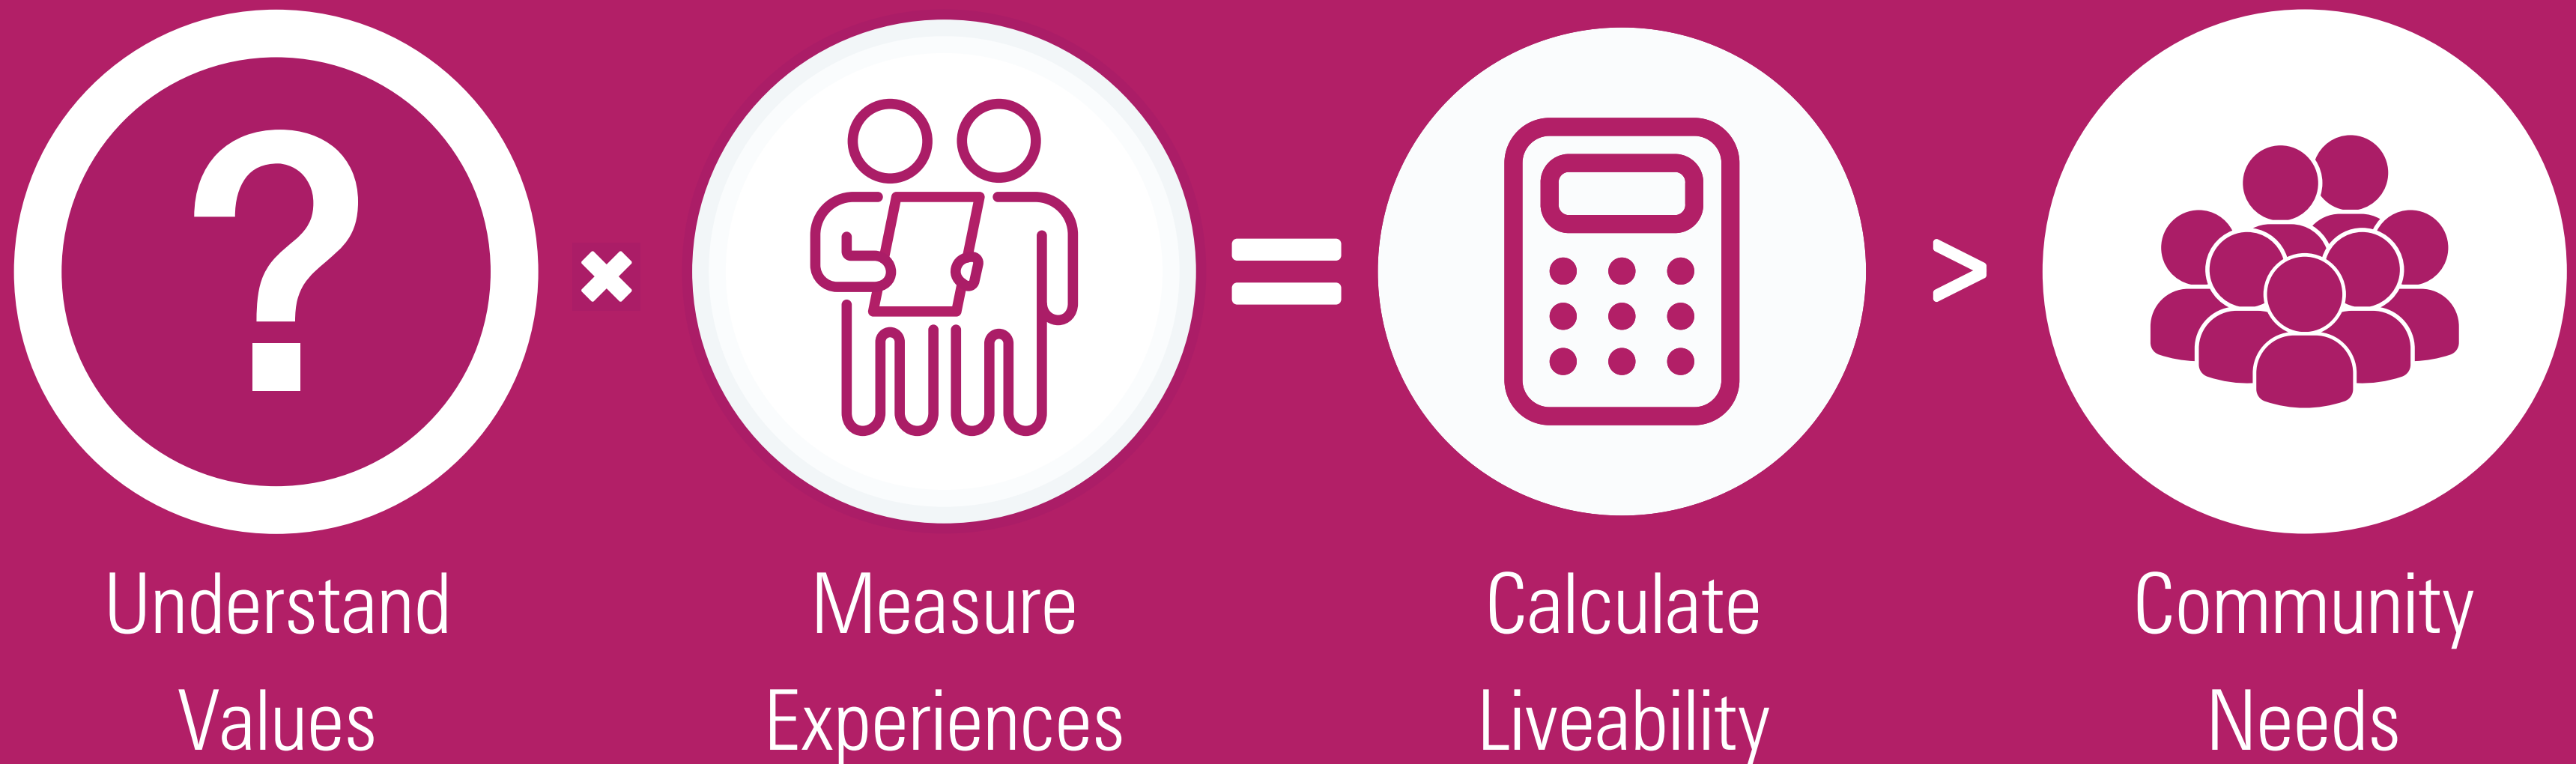 ?
× = >
Understand Values
Measure Experiences
Calculate Liveability
Community Needs